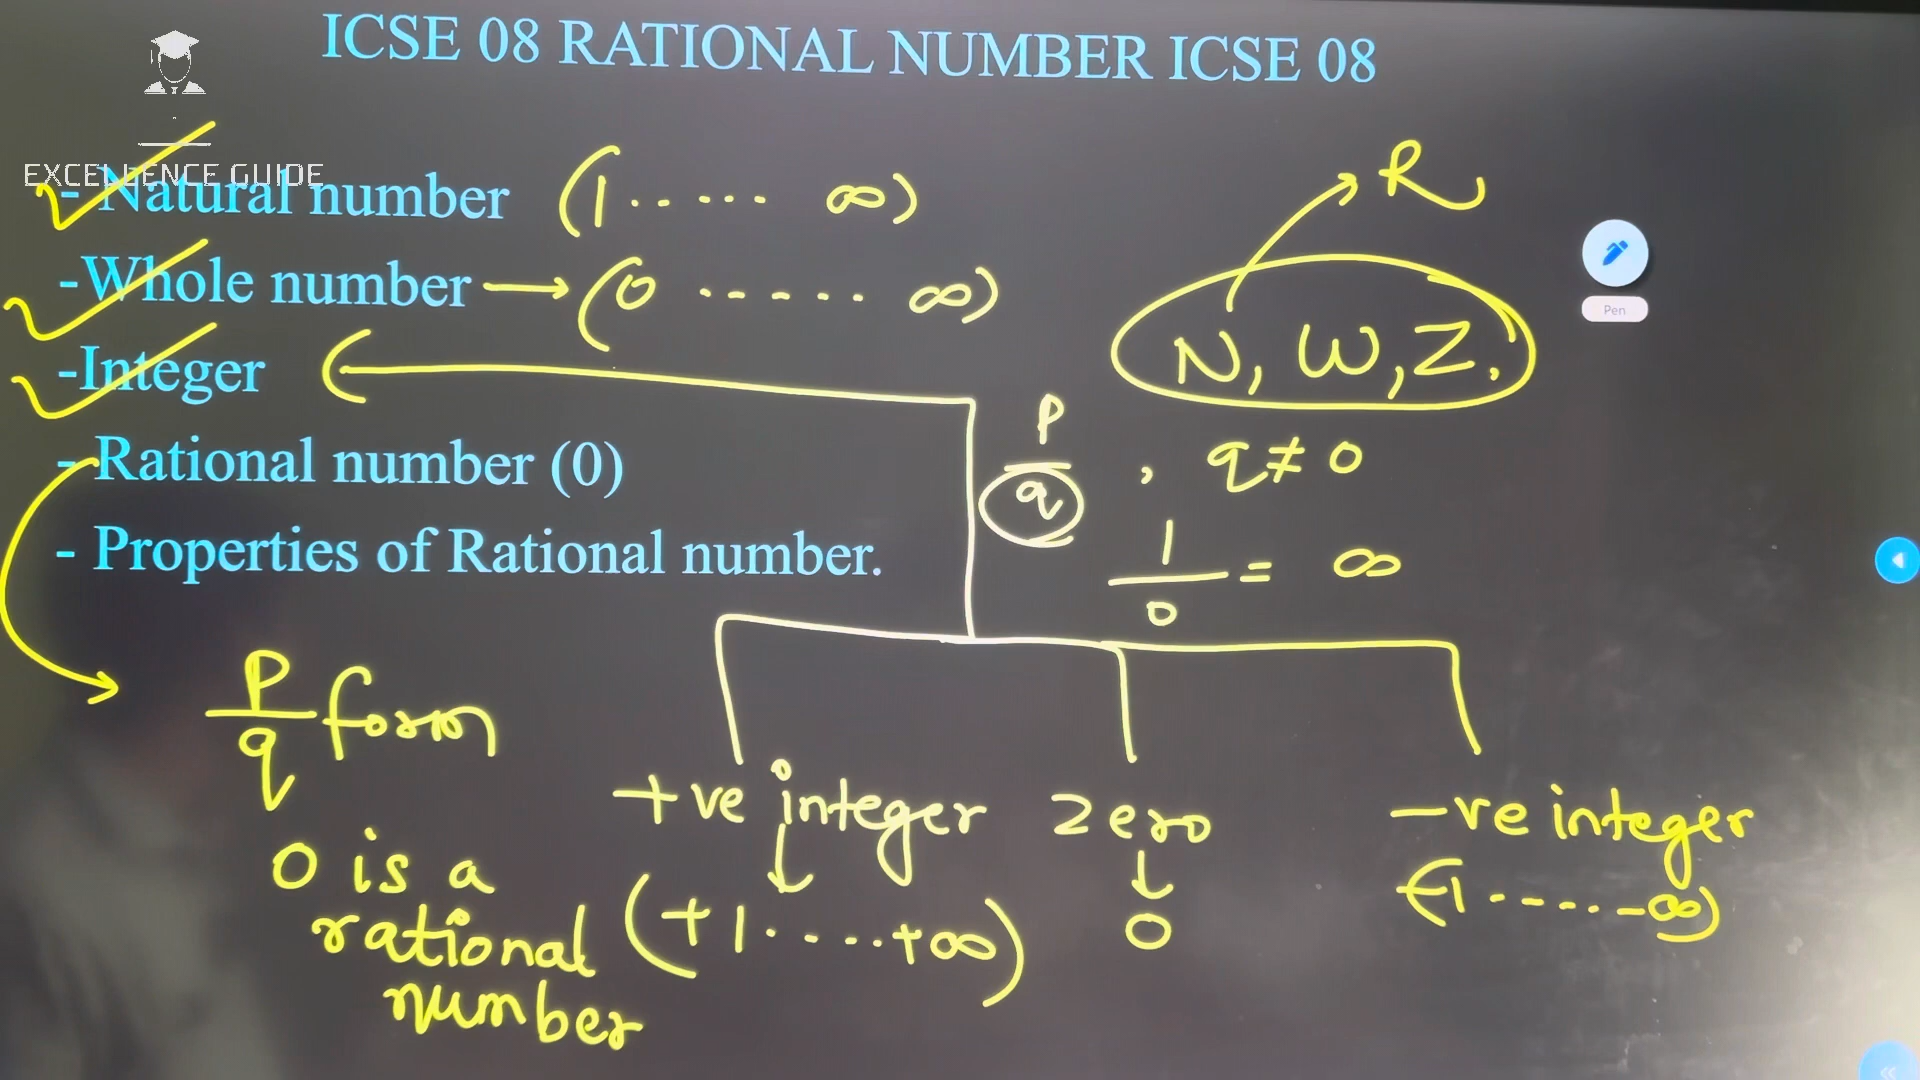 ICSE 08 RATIONAL NUMBER ICSE 08
EXCELLENCE GUIDE
- Natural number (1 ..... ∞)
-Whole number → (0 ..... ∞)
-Integer
- Rational number (0)
- Properties of Rational number.
R
N, W, Z,
Pen
p/q , q ≠ 0
1/0 = ∞
P/q form
0 is a
rational
number
+ve integer
(+1 .... +∞)
Zero
0
-ve integer
(-1 ..... -∞)